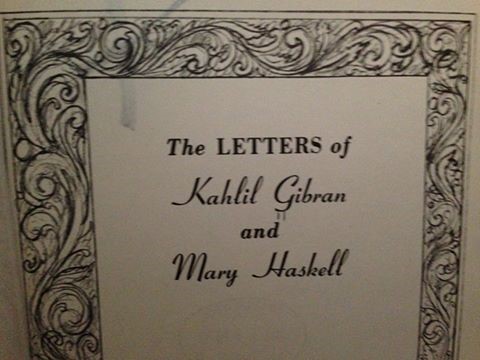 The LETTERS of
Kahlil Gibran
and
Mary Haskell